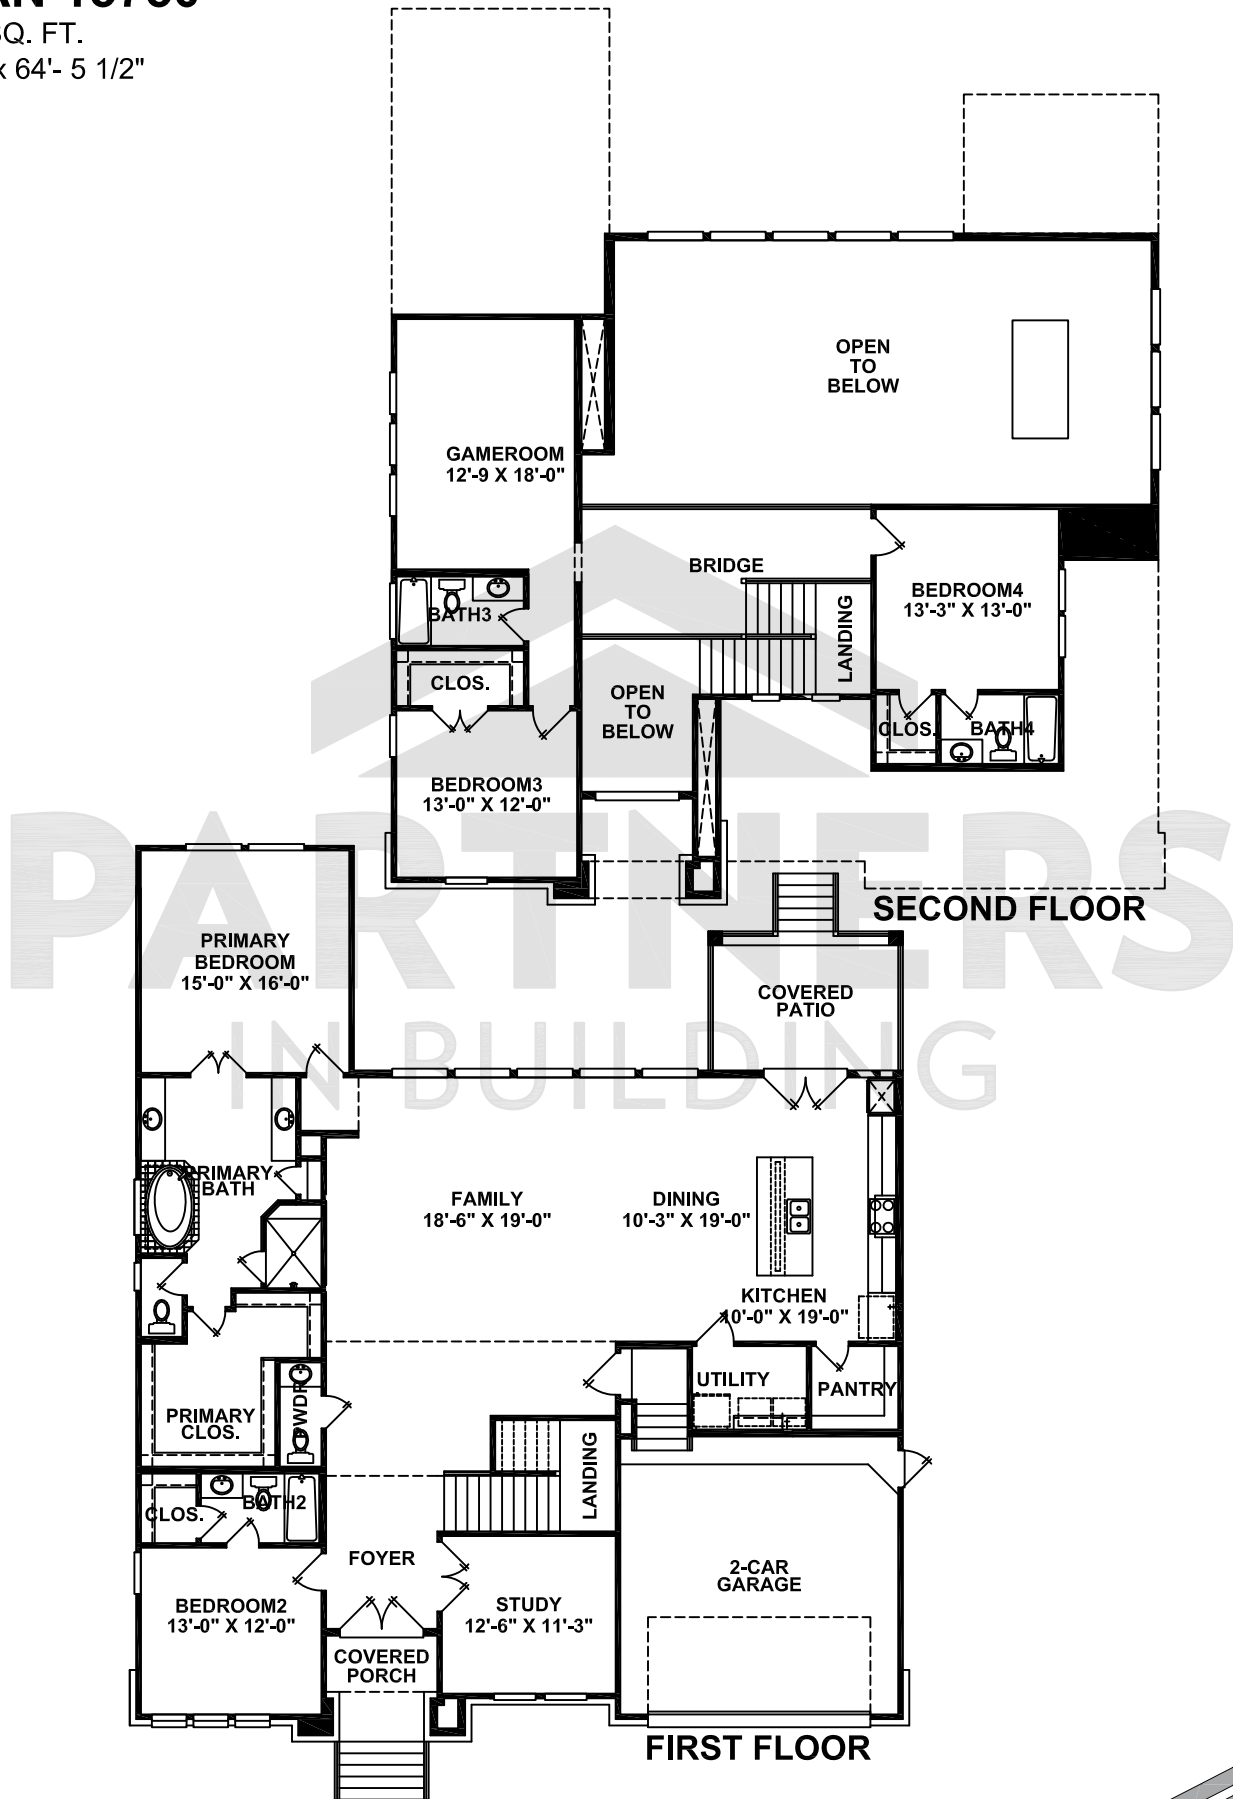 SQ. FT.
x 64'- 5 1/2"
OPEN
TO
BELOW
GAMEROOM
12'-9 X 18'-0"
BRIDGE
BEDROOM4
13'-3" X 13'-0"
LANDING
BATH3
CLOS.
OPEN
TO
BELOW
CLOS.
BATH4
BEDROOM3
13'-0" X 12'-0"
PARTNERS
IN BUILDING
SECOND FLOOR
PRIMARY
BEDROOM
15'-0" X 16'-0"
COVERED
PATIO
X
PRIMARY
BATH
FAMILY
18'-6" X 19'-0"
DINING
10'-3" X 19'-0"
KITCHEN
10'-0" X 19'-0"
UTILITY
PANTRY
PWDR
PRIMARY
CLOS.
LANDING
CLOS.
BATH2
FOYER
2-CAR
GARAGE
BEDROOM2
13'-0" X 12'-0"
STUDY
12'-6" X 11'-3"
COVERED
PORCH
FIRST FLOOR